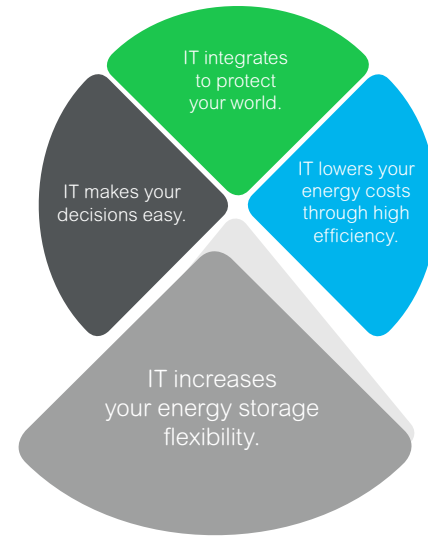 IT integrates
to protect
your world.
IT makes your
decisions easy.
IT lowers your
energy costs
through high
efficiency.
IT increases
your energy storage
flexibility.